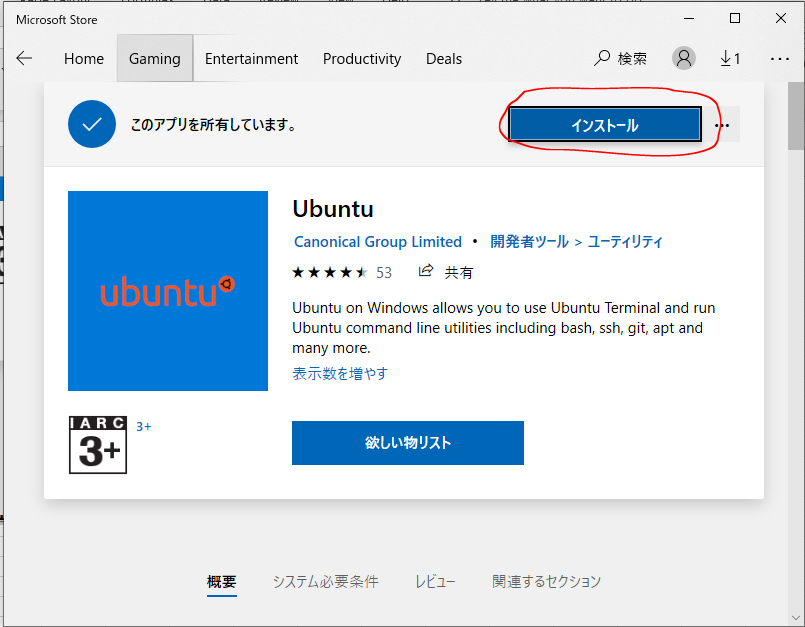 Microsoft Store
Home Gaming Entertainment Productivity Deals 検索 1
このアプリを所有しています。 インストール
ubuntu
Ubuntu
Canonical Group Limited • 開発者ツール > ユーティリティ
53 共有
Ubuntu on Windows allows you to use Ubuntu Terminal and run
Ubuntu command line utilities including bash, ssh, git, apt and
many more.
表示数を増やす
IARC
3+
3+
欲しい物リスト
概要 システム必要条件 レビュー 関連するセクション